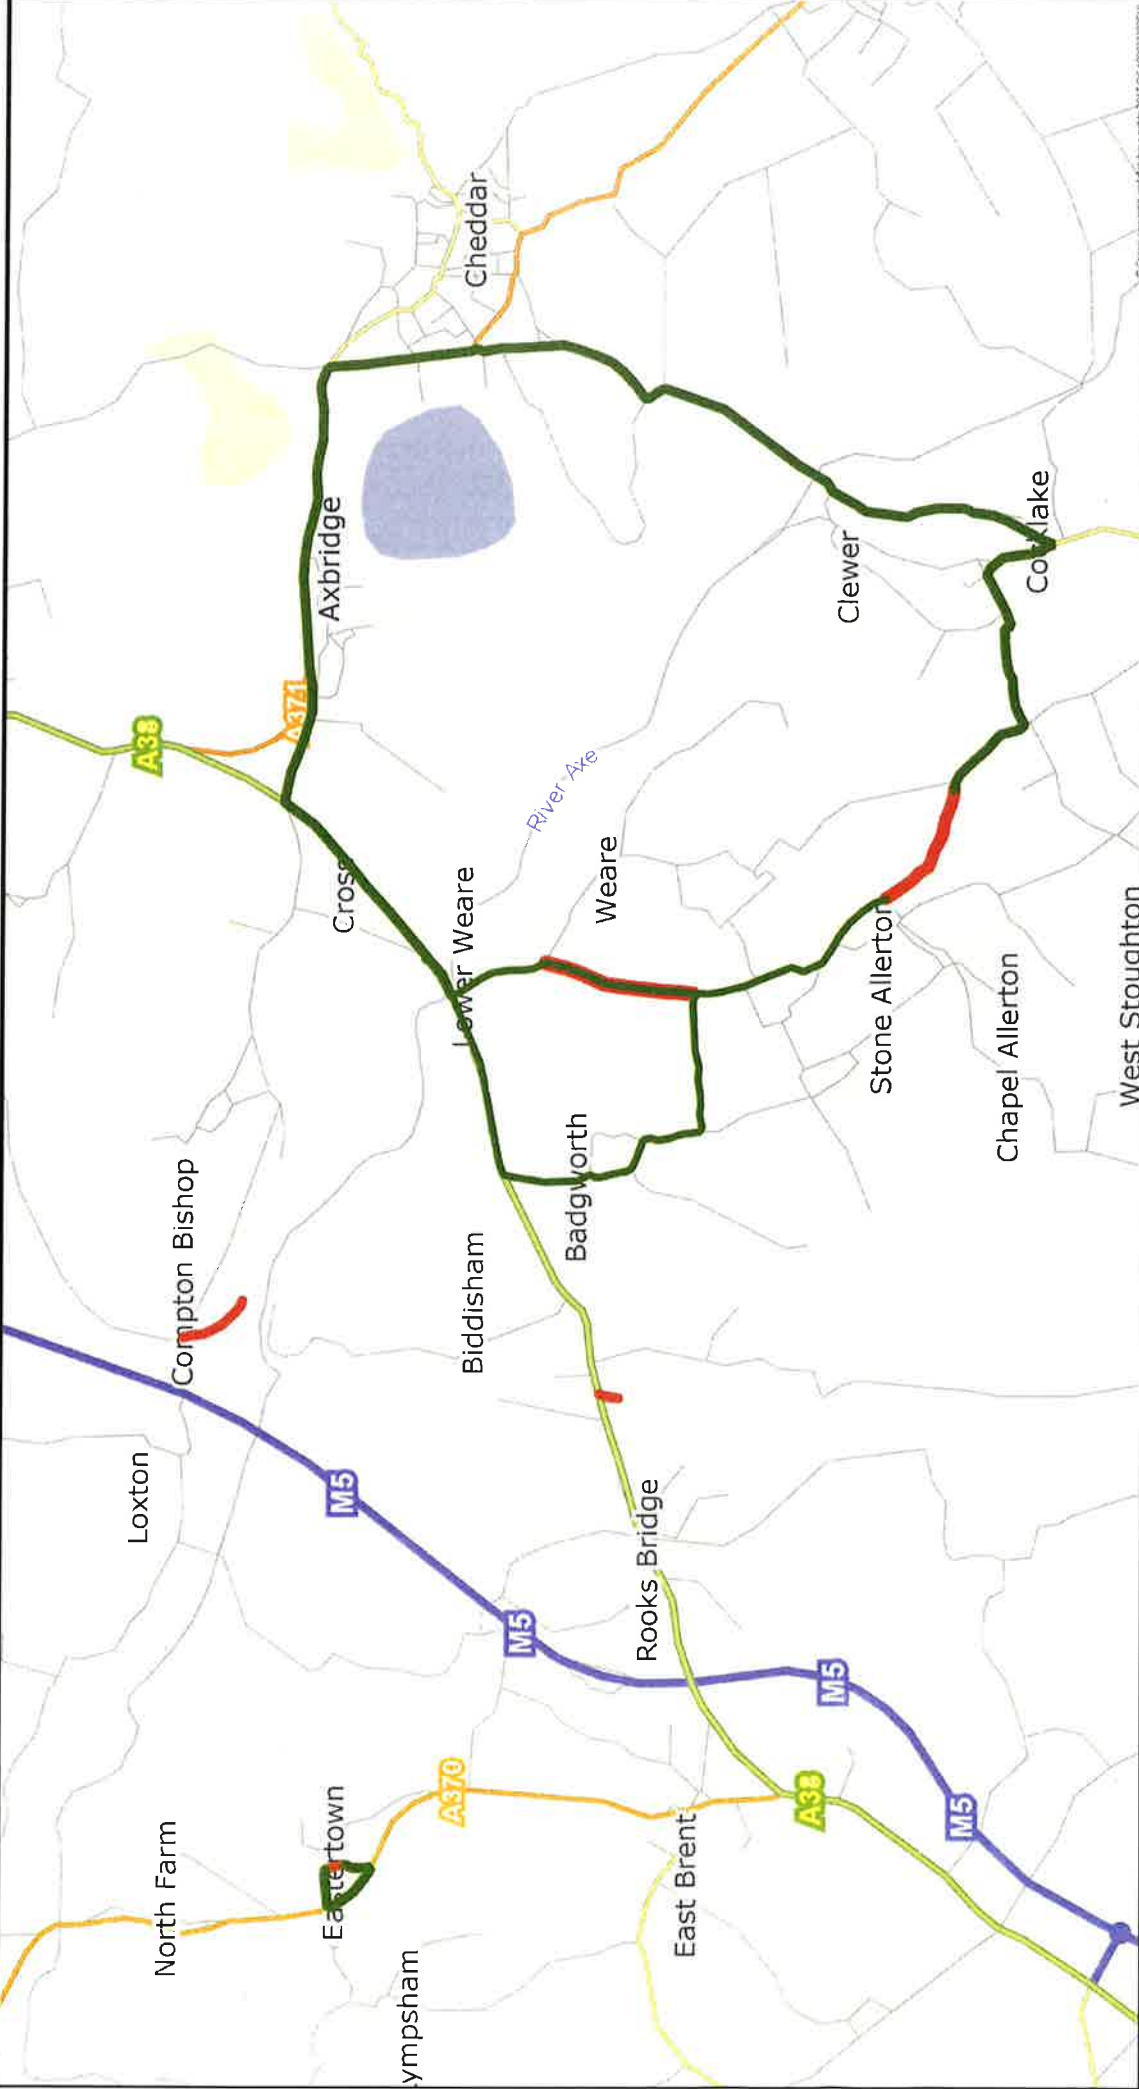 North Farm
Eastertown
ympsham
A370
East Brent
A38
M5
M5
M5
M5
Rooks Bridge
Loxton
Compton Bishop
Biddisham
Badgworth
Lower Weare
Cross
A38
A371
Axbridge
River Axe
Weare
Stone Allerton
Chapel Allerton
West Stoughton
Clewer
Cocklake
Cheddar